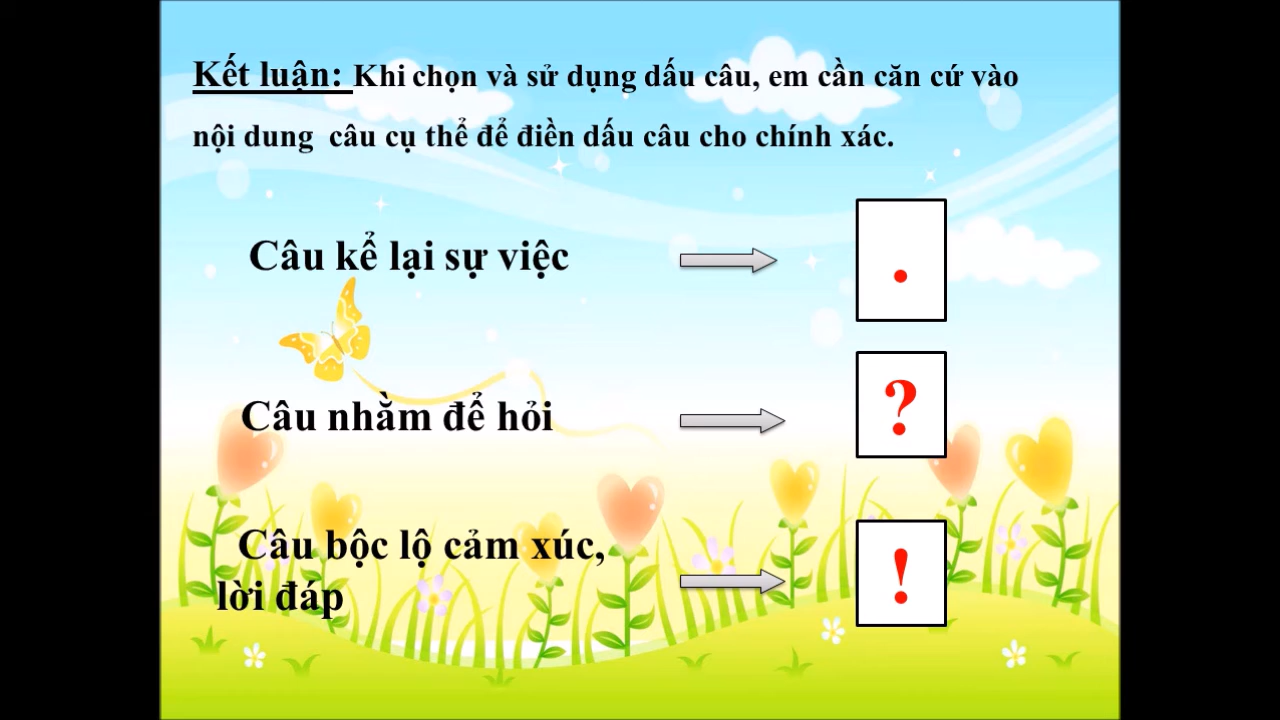 Kết luận: Khi chọn và sử dụng dấu câu, em cần căn cứ vào
nội dung câu cụ thể để điền dấu câu cho chính xác.
Câu kể lại sự việc
.
Câu nhằm để hỏi
?
Câu bộc lộ cảm xúc,
lời đáp
!